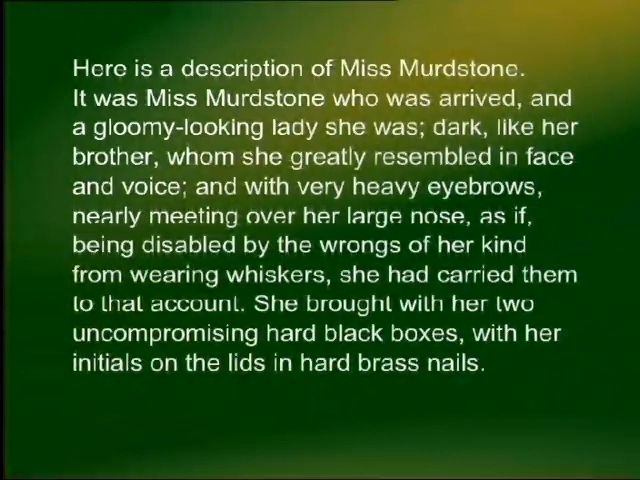 Here is a description of Miss Murdstone.
It was Miss Murdstone who was arrived, and
a gloomy-looking lady she was; dark, like her
brother, whom she greatly resembled in face
and voice; and with very heavy eyebrows,
nearly meeting over her large nose, as if,
being disabled by the wrongs of her kind
from wearing whiskers, she had carried them
to that account. She brought with her two
uncompromising hard black boxes, with her
initials on the lids in hard brass nails.